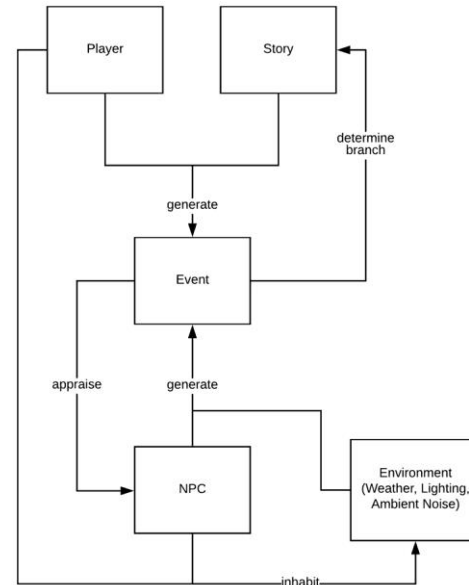 Player
Story
determine
branch
generate
Event
appraise
generate
NPC
Environment
(Weather, Lighting,
Ambient Noise)
inhabit